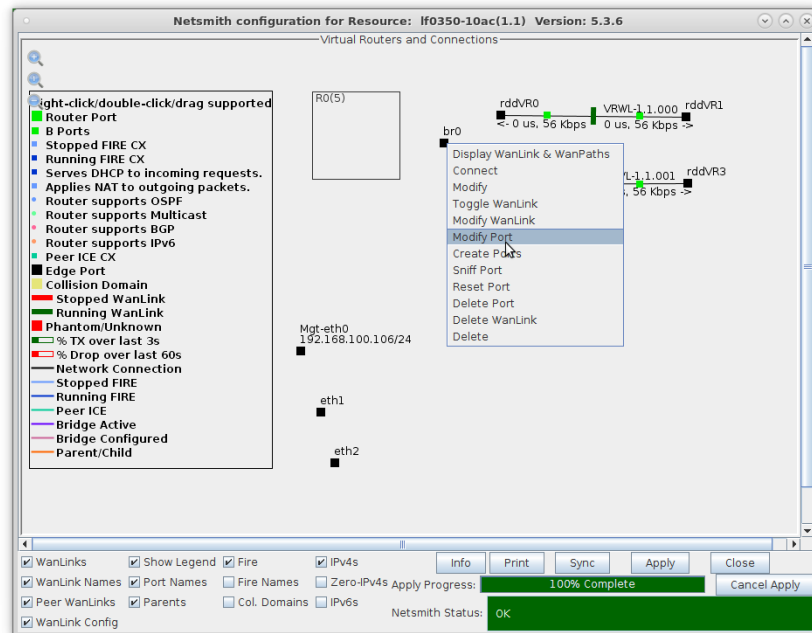 Netsmith configuration for Resource: lf0350-10ac(1.1) Version: 5.3.6
Virtual Routers and Connections
ight-click/double-click/drag supported
Router Port
B Ports
Stopped FIRE CX
Running FIRE CX
Serves DHCP to incoming requests.
Applies NAT to outgoing packets.
Router supports OSPF
Router supports Multicast
Router supports BGP
Router supports IPv6
Peer ICE CX
Edge Port
Collision Domain
Stopped WanLink
Running WanLink
Phantom/Unknown
% TX over last 3s
% Drop over last 60s
Network Connection
Stopped FIRE
Running FIRE
Peer ICE
Bridge Active
Bridge Configured
Parent/Child
R0(5)
rddVR0
VRWL-1.1.000
rddVR1
<- 0 us, 56 Kbps
0 us, 56 Kbps ->
br0
L-1.1.001
rddVR3
s, 56 Kbps ->
Display WanLink & WanPaths
Connect
Modify
Toggle WanLink
Modify WanLink
Modify Port
Create Ports
Sniff Port
Reset Port
Delete Port
Delete WanLink
Delete
Mgt-eth0
192.168.100.106/24
eth1
eth2
WanLinks Show Legend Fire IPv4s Info Print Sync Apply Close
WanLink Names Port Names Fire Names Zero-IPv4s Apply Progress: 100% Complete Cancel Apply
Peer WanLinks Parents Col. Domains IPv6s Netsmith Status: OK
WanLink Config